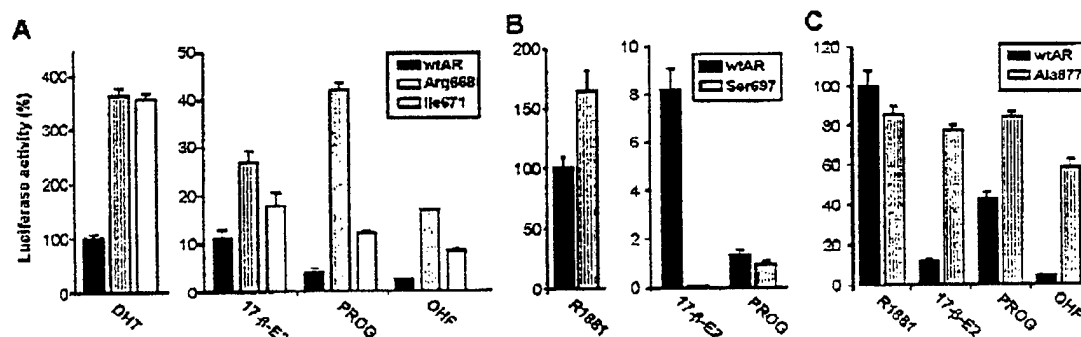 A
B
C
Luciferase activity (%)
400
300
200
100
0
DHT
50
40
30
20
10
0
17-β-E2
PROG
OHF
wtAR
Arg668
Ile671
200
150
100
50
0
R1881
8
6
4
2
0
17-β-E2
PROG
wtAR
Ser697
120
100
80
60
40
20
0
R1881
17-β-E2
PROG
OHF
wtAR
Ala877